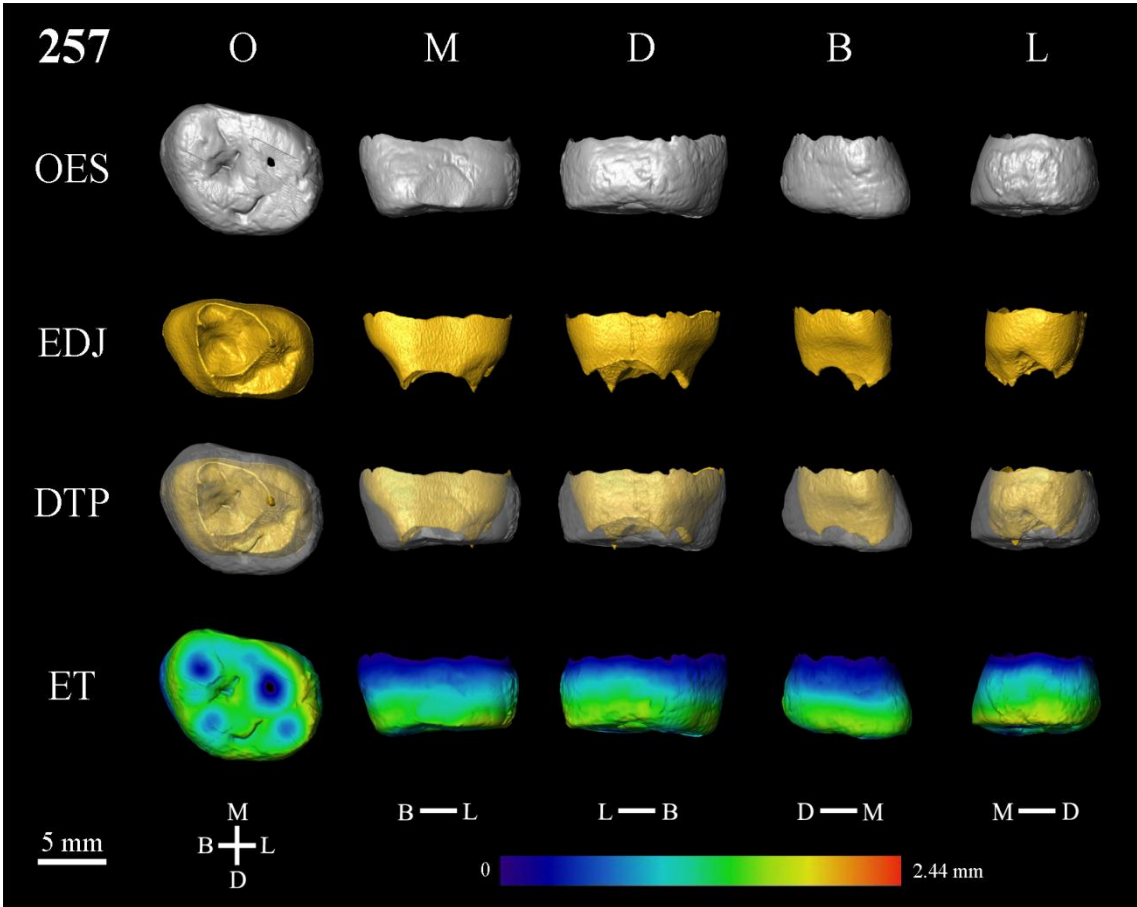 257 O M D B L
OES
EDJ
DTP
ET
M
B L
D
5 mm
B — L
L — B
D — M
M — D
0 2.44 mm